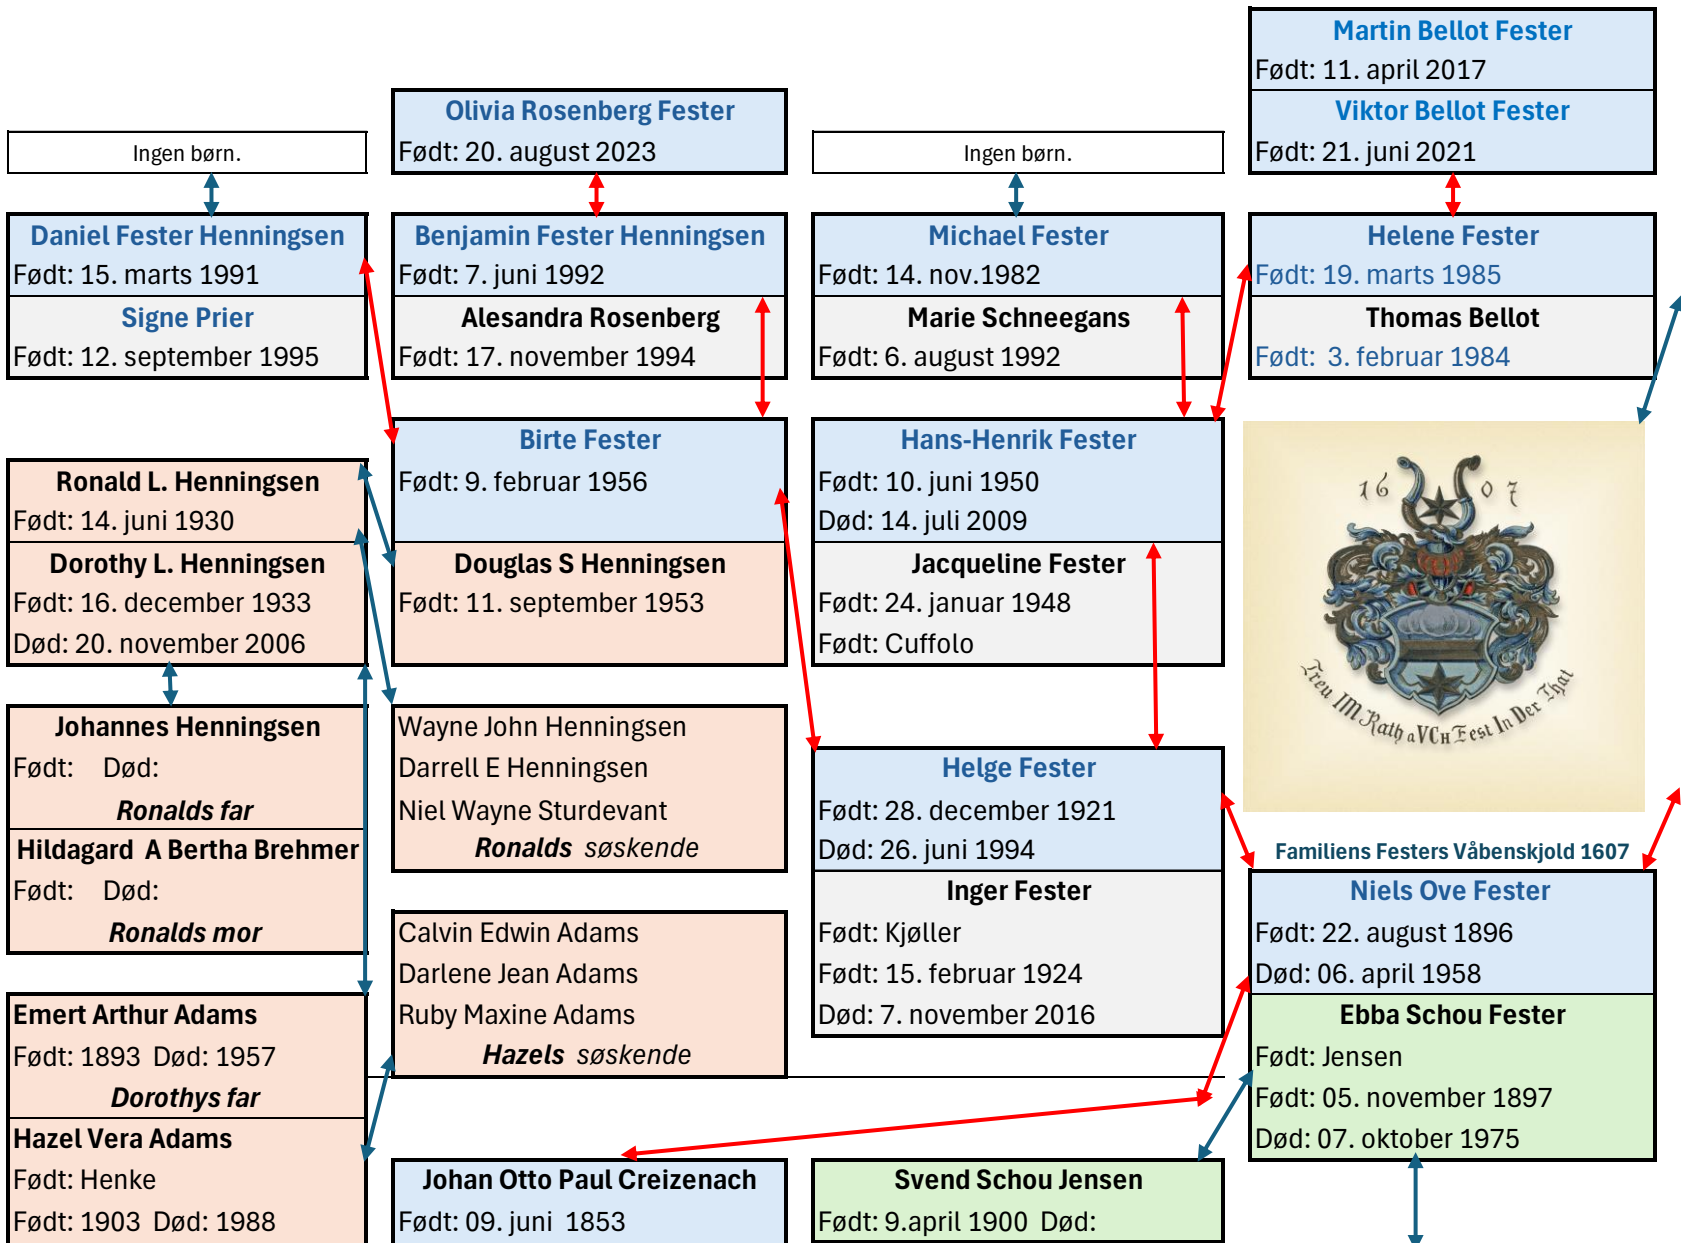 Martin Bellot Fester
Født: 11. april 2017
Viktor Bellot Fester
Født: 21. juni 2021
Olivia Rosenberg Fester
Født: 20. august 2023
Ingen børn.
Ingen børn.
Daniel Fester Henningsen
Født: 15. marts 1991
Signe Prier
Født: 12. september 1995
Benjamin Fester Henningsen
Født: 7. juni 1992
Alesandra Rosenberg
Født: 17. november 1994
Michael Fester
Født: 14. nov.1982
Marie Schneegans
Født: 6. august 1992
Helene Fester
Født: 19. marts 1985
Thomas Bellot
Født: 3. februar 1984
Ronald L. Henningsen
Født: 14. juni 1930
Dorothy L. Henningsen
Født: 16. december 1933
Død: 20. november 2006
Birte Fester
Født: 9. februar 1956
Douglas S Henningsen
Født: 11. september 1953
Hans-Henrik Fester
Født: 10. juni 1950
Død: 14. juli 2009
Jacqueline Fester
Født: 24. januar 1948
Født: Cuffolo
1607
Treu IM Rath aVCH Fest In Der That
Familiens Festers Våbenskjold 1607
Johannes Henningsen
Født: Død:
Ronalds far
Hildagard A Bertha Brehmer
Født: Død:
Ronalds mor
Wayne John Henningsen
Darrell E Henningsen
Niel Wayne Sturdevant
Ronalds søskende
Helge Fester
Født: 28. december 1921
Død: 26. juni 1994
Inger Fester
Født: Kjøller
Født: 15. februar 1924
Død: 7. november 2016
Niels Ove Fester
Født: 22. august 1896
Død: 06. april 1958
Ebba Schou Fester
Født: Jensen
Født: 05. november 1897
Død: 07. oktober 1975
Calvin Edwin Adams
Darlene Jean Adams
Ruby Maxine Adams
Hazels søskende
Emert Arthur Adams
Født: 1893 Død: 1957
Dorothys far
Hazel Vera Adams
Født: Henke
Født: 1903 Død: 1988
Johan Otto Paul Creizenach
Født: 09. juni 1853
Svend Schou Jensen
Født: 9.april 1900 Død: